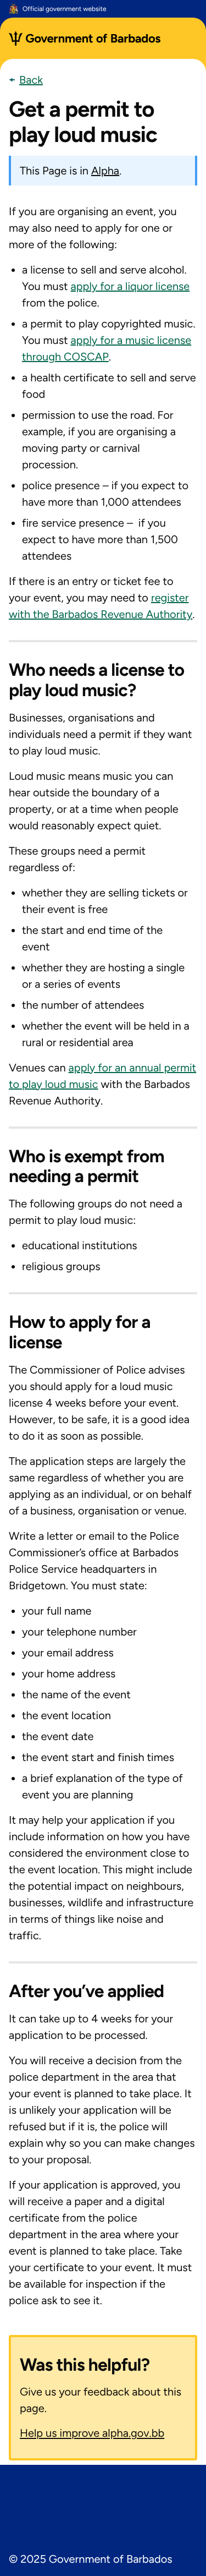 Official government website
Government of Barbados
Back
Get a permit to
play loud music
This Page is in Alpha.
If you are organising an event, you
may also need to apply for one or
more of the following:
• a license to sell and serve alcohol.
You must apply for a liquor license
from the police.
• a permit to play copyrighted music.
You must apply for a music license
through COSCAP.
• a health certificate to sell and serve
food
• permission to use the road. For
example, if you are organising a
moving party or carnival
procession.
• police presence – if you expect to
have more than 1,000 attendees
• fire service presence – if you
expect to have more than 1,500
attendees
If there is an entry or ticket fee to
your event, you may need to register
with the Barbados Revenue Authority.
Who needs a license to
play loud music?
Businesses, organisations and
individuals need a permit if they want
to play loud music.
Loud music means music you can
hear outside the boundary of a
property, or at a time when people
would reasonably expect quiet.
These groups need a permit
regardless of:
• whether they are selling tickets or
their event is free
• the start and end time of the
event
• whether they are hosting a single
or a series of events
• the number of attendees
• whether the event will be held in a
rural or residential area
Venues can apply for an annual permit
to play loud music with the Barbados
Revenue Authority.
Who is exempt from
needing a permit
The following groups do not need a
permit to play loud music:
• educational institutions
• religious groups
How to apply for a
license
The Commissioner of Police advises
you should apply for a loud music
license 4 weeks before your event.
However, to be safe, it is a good idea
to do it as soon as possible.
The application steps are largely the
same regardless of whether you are
applying as an individual, or on behalf
of a business, organisation or venue.
Write a letter or email to the Police
Commissioner’s office at Barbados
Police Service headquarters in
Bridgetown. You must state:
• your full name
• your telephone number
• your email address
• your home address
• the name of the event
• the event location
• the event date
• the event start and finish times
• a brief explanation of the type of
event you are planning
It may help your application if you
include information on how you have
considered the environment close to
the event location. This might include
the potential impact on neighbours,
businesses, wildlife and infrastructure
in terms of things like noise and
traffic.
After you’ve applied
It can take up to 4 weeks for your
application to be processed.
You will receive a decision from the
police department in the area that
your event is planned to take place. It
is unlikely your application will be
refused but if it is, the police will
explain why so you can make changes
to your proposal.
If your application is approved, you
will receive a paper and a digital
certificate from the police
department in the area where your
event is planned to take place. Take
your certificate to your event. It must
be available for inspection if the
police ask to see it.
Was this helpful?
Give us your feedback about this
page.
Help us improve alpha.gov.bb
© 2025 Government of Barbados